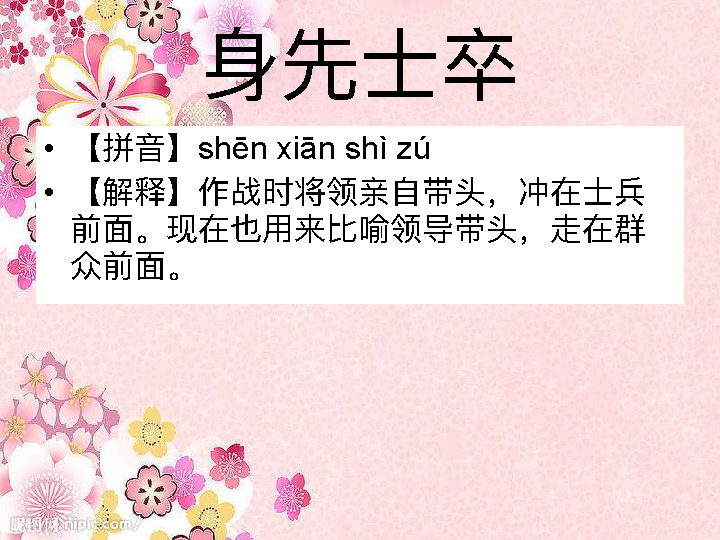 身先士卒
• 【拼音】shēn xiān shì zú
• 【解释】作战时将领亲自带头，冲在士兵
前面。现在也用来比喻领导带头，走在群
众前面。
昵图网 nipic.com/